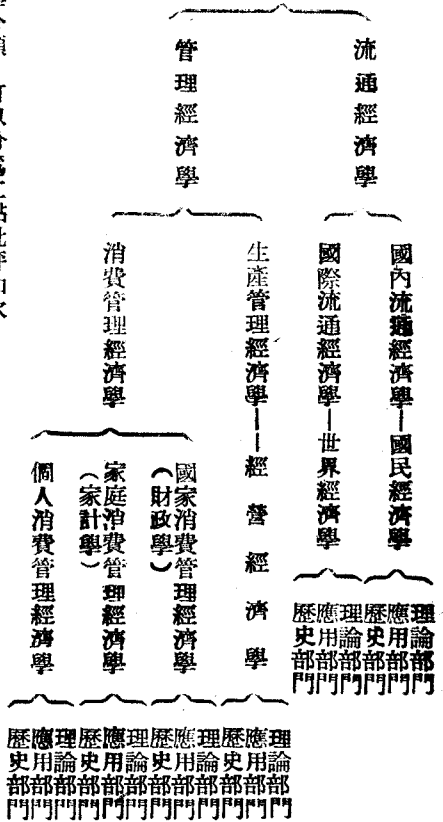 流通經濟學
管理經濟學
國內流通經濟學—國民經濟學
國際流通經濟學—世界經濟學
生產管理經濟學——經營經濟學
消費管理經濟學
國家消費管理經濟學
（財政學）
家庭消費管理經濟學
（家計學）
個人消費管理經濟學
理論部門
應用部門
歷史部門
理論部門
應用部門
歷史部門
理論部門
應用部門
歷史部門
理論部門
應用部門
歷史部門
理論部門
應用部門
歷史部門
理論部門
應用部門
歷史部門